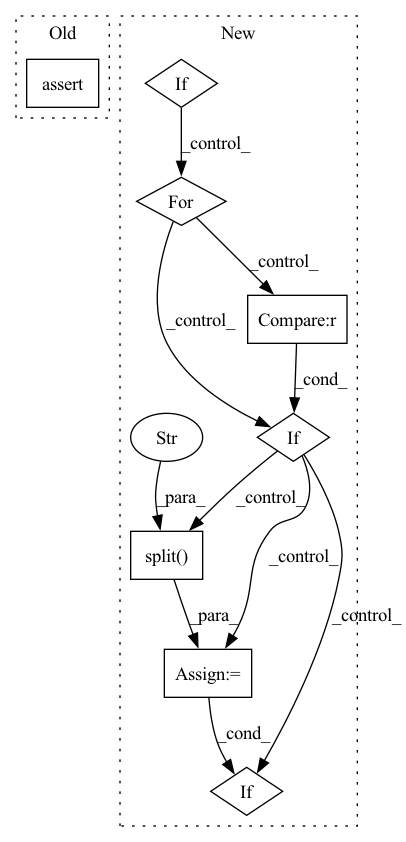 Old
New
assert
If
_control_
For
_control_
_control_
Compare:r
_cond_
Str
If
_para_
_control_
_control_
split()
_control_
_para_
Assign:=
_cond_
If